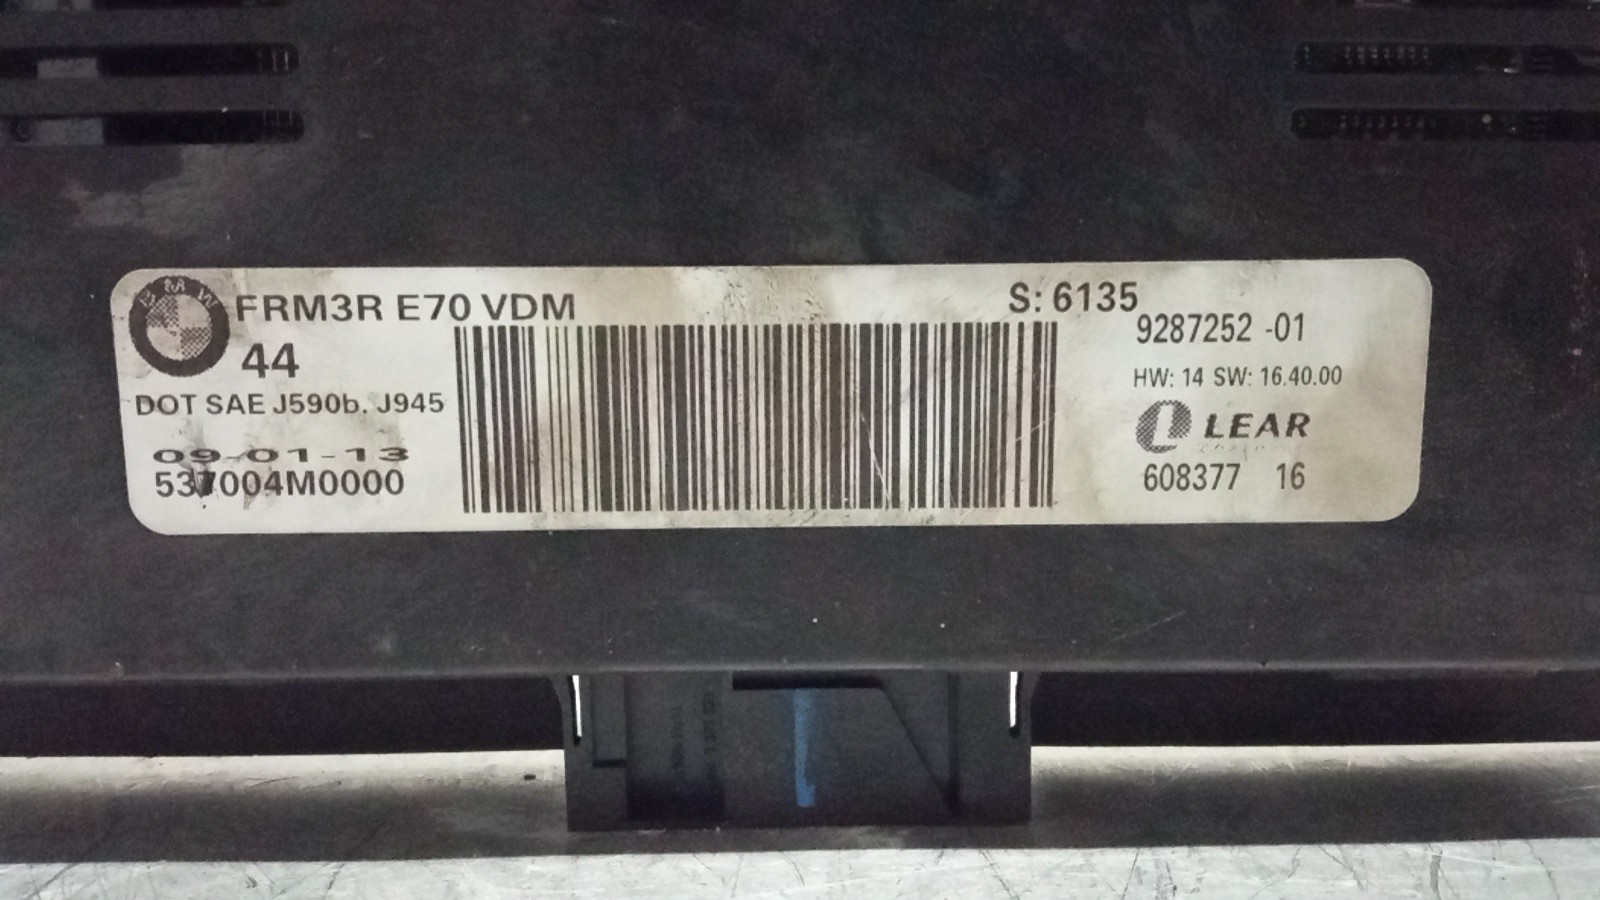 BMW
FRM3R E70 VDM
44
DOT SAE J590b, J945
09-01-13
537004M0000
S: 6135
9287252 -01
HW: 14 SW: 16.40.00
LEAR
608377 16